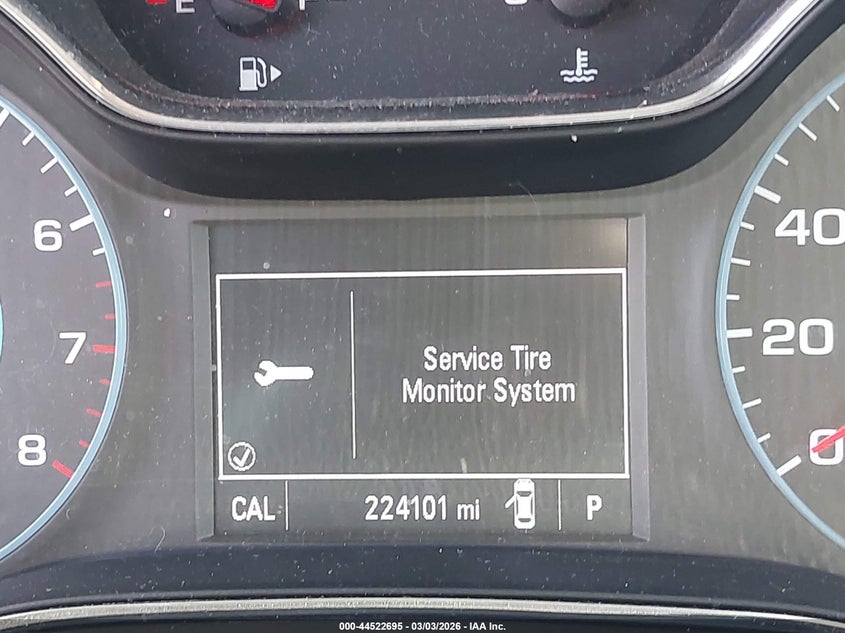 E F
6
7
8
40
20
0
Service Tire
Monitor System
CAL 224101 mi P
000-44522695 - 03/03/2026 - IAA Inc.